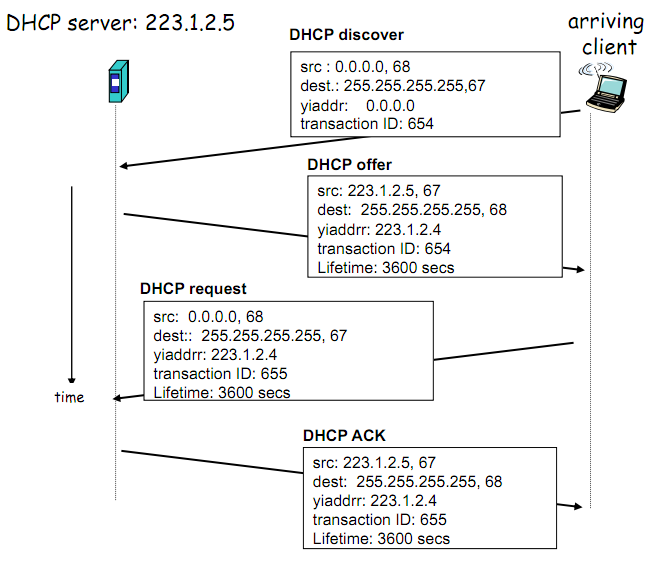 DHCP server: 223.1.2.5
arriving
client
DHCP discover
src : 0.0.0.0, 68
dest.: 255.255.255.255,67
yiaddr: 0.0.0.0
transaction ID: 654
DHCP offer
src: 223.1.2.5, 67
dest: 255.255.255.255, 68
yiaddrr: 223.1.2.4
transaction ID: 654
Lifetime: 3600 secs
DHCP request
src: 0.0.0.0, 68
dest:: 255.255.255.255, 67
yiaddrr: 223.1.2.4
transaction ID: 655
Lifetime: 3600 secs
time
DHCP ACK
src: 223.1.2.5, 67
dest: 255.255.255.255, 68
yiaddrr: 223.1.2.4
transaction ID: 655
Lifetime: 3600 secs